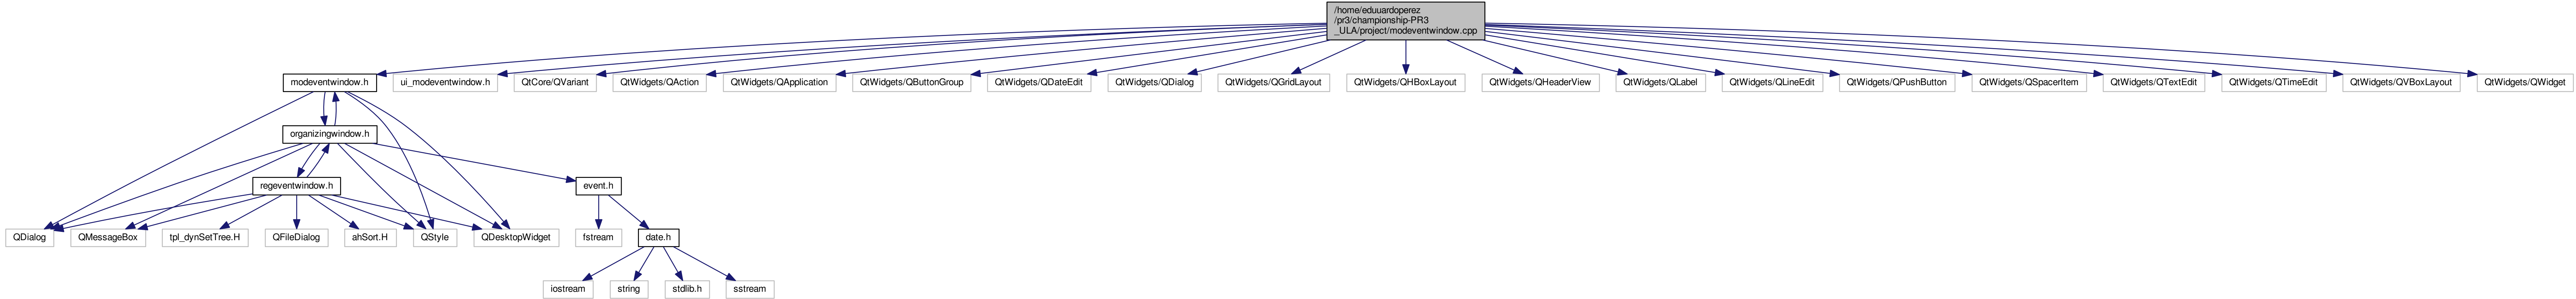 /home/eduuardoperez
/pr3/championship-PR3
_ULA/project/modeventwindow.cpp
modeventwindow.h
ui_modeventwindow.h
QtCore/QVariant
QtWidgets/QAction
QtWidgets/QApplication
QtWidgets/QButtonGroup
QtWidgets/QDateEdit
QtWidgets/QDialog
QtWidgets/QGridLayout
QtWidgets/QHBoxLayout
QtWidgets/QHeaderView
QtWidgets/QLabel
QtWidgets/QLineEdit
QtWidgets/QPushButton
QtWidgets/QSpacerItem
QtWidgets/QTextEdit
QtWidgets/QTimeEdit
QtWidgets/QVBoxLayout
QtWidgets/QWidget
organizingwindow.h
regeventwindow.h
event.h
QDialog
QMessageBox
tpl_dynSetTree.H
QFileDialog
ahSort.H
QStyle
QDesktopWidget
fstream
date.h
iostream
string
stdlib.h
sstream